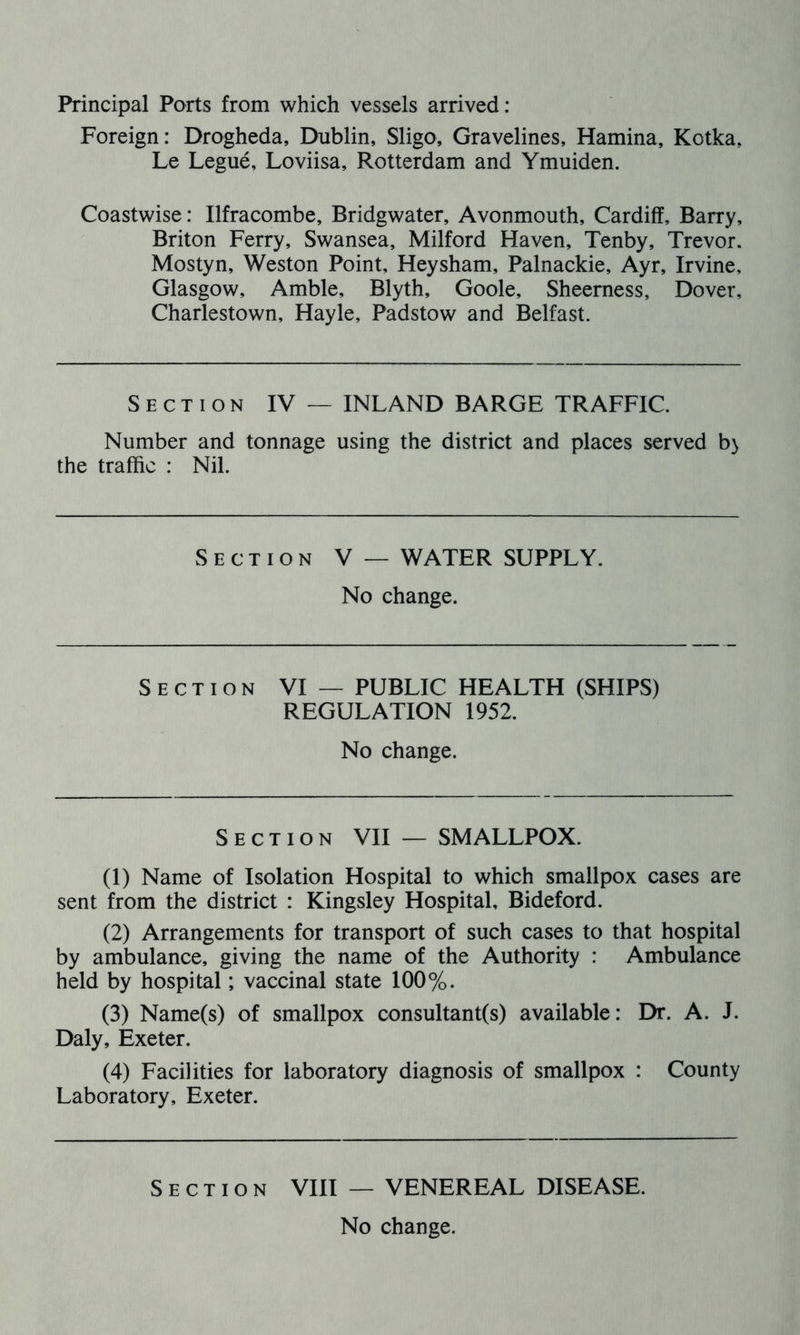 Principal Ports from which vessels arrived:
Foreign: Drogheda, Dublin, Sligo, Gravelines, Hamina, Kotka,
Le Legué, Loviisa, Rotterdam and Ymuiden.
Coastwise: Ilfracombe, Bridgwater, Avonmouth, Cardiff, Barry,
Briton Ferry, Swansea, Milford Haven, Tenby, Trevor.
Mostyn, Weston Point, Heysham, Palnackie, Ayr, Irvine,
Glasgow, Amble, Blyth, Goole, Sheerness, Dover,
Charlestown, Hayle, Padstow and Belfast.
Section IV — INLAND BARGE TRAFFIC.
Number and tonnage using the district and places served by
the traffic : Nil.
Section V — WATER SUPPLY.
No change.
Section VI — PUBLIC HEALTH (SHIPS)
REGULATION 1952.
No change.
Section VII — SMALLPOX.
(1) Name of Isolation Hospital to which smallpox cases are
sent from the district : Kingsley Hospital, Bideford.
(2) Arrangements for transport of such cases to that hospital
by ambulance, giving the name of the Authority : Ambulance
held by hospital; vaccinal state 100%.
(3) Name(s) of smallpox consultant(s) available: Dr. A. J.
Daly, Exeter.
(4) Facilities for laboratory diagnosis of smallpox : County
Laboratory, Exeter.
Section VIII — VENEREAL DISEASE.
No change.